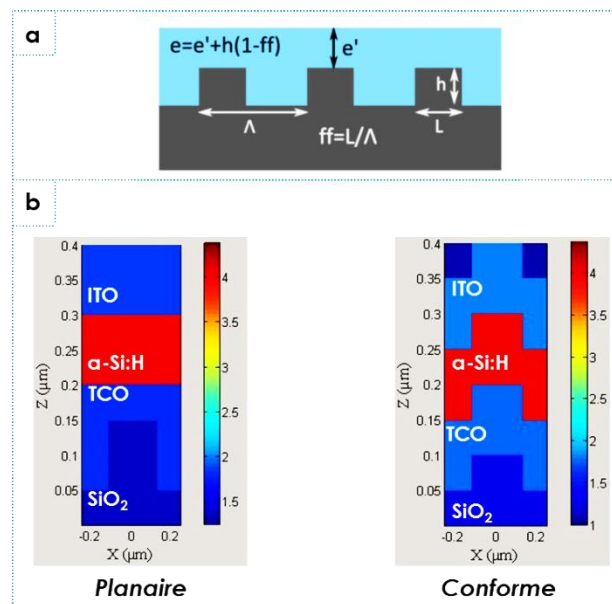 a
e=e'+h(1-ff)
e'
h
Λ
L
ff=L/Λ
b
0.4
0.35
0.3
0.25
0.2
0.15
0.1
0.05
Z (µm)
ITO
a-Si:H
TCO
SiO₂
-0.2 0 0.2
X (µm)
4
3.5
3
2.5
2
1.5
Planaire
0.4
0.35
0.3
0.25
0.2
0.15
0.1
0.05
Z (µm)
ITO
a-Si:H
TCO
SiO₂
-0.2 0 0.2
X (µm)
4
3.5
3
2.5
2
1.5
1
Conforme